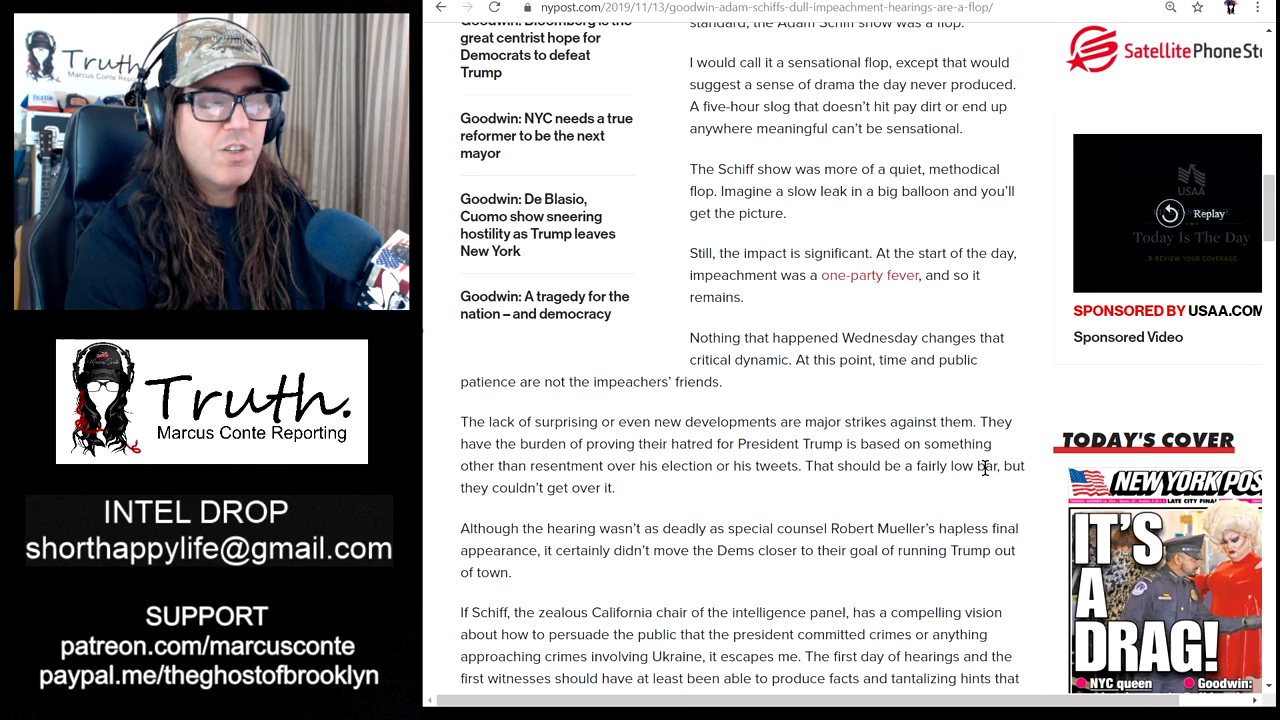 Truth.
Marcus Conte Reporting
Truth.
Marcus Conte Reporting
INTEL DROP
shorthappylife@gmail.com
SUPPORT
patreon.com/marcusconte
paypal.me/theghostofbrooklyn
nypost.com/2019/11/13/goodwin-adam-schiffs-dull-impeachment-hearings-are-a-flop/
Goodwin: Bloomberg is the
great centrist hope for
Democrats to defeat
Trump
Goodwin: NYC needs a true
reformer to be the next
mayor
Goodwin: De Blasio,
Cuomo show sneering
hostility as Trump leaves
New York
Goodwin: A tragedy for the
nation – and democracy
standard, the Adam Schiff show was a flop.
I would call it a sensational flop, except that would
suggest a sense of drama the day never produced.
A five-hour slog that doesn’t hit pay dirt or end up
anywhere meaningful can’t be sensational.
The Schiff show was more of a quiet, methodical
flop. Imagine a slow leak in a big balloon and you’ll
get the picture.
Still, the impact is significant. At the start of the day,
impeachment was a one-party fever, and so it
remains.
Nothing that happened Wednesday changes that
critical dynamic. At this point, time and public
patience are not the impeachers’ friends.
The lack of surprising or even new developments are major strikes against them. They
have the burden of proving their hatred for President Trump is based on something
other than resentment over his election or his tweets. That should be a fairly low bar, but
they couldn’t get over it.
Although the hearing wasn’t as deadly as special counsel Robert Mueller’s hapless final
appearance, it certainly didn’t move the Dems closer to their goal of running Trump out
of town.
If Schiff, the zealous California chair of the intelligence panel, has a compelling vision
about how to persuade the public that the president committed crimes or anything
approaching crimes involving Ukraine, it escapes me. The first day of hearings and the
first witnesses should have at least been able to produce facts and tantalizing hints that
SatellitePhoneSto
USAA
Replay
Today Is The Day
REVIEW YOUR COVERAGE
SPONSORED BY USAA.COM
Sponsored Video
TODAY'S COVER
NEW YORK POS
LATE CITY FINAL
IT'S
A
DRAG!
NYC queen
Goodwin: